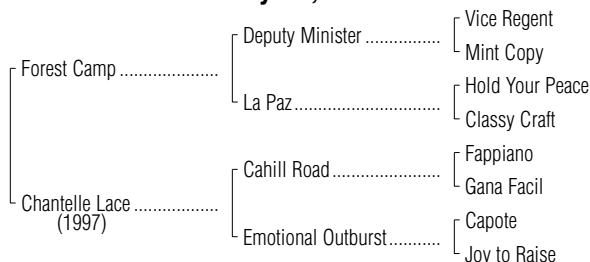 Vice Regent
Deputy Minister ..................
Mint Copy
Forest Camp .....................
Hold Your Peace
La Paz...............................
Classy Craft
Fappiano
Cahill Road.......................
Gana Facil
Chantelle Lace ..................
(1997)
Capote
Emotional Outburst...........
Joy to Raise